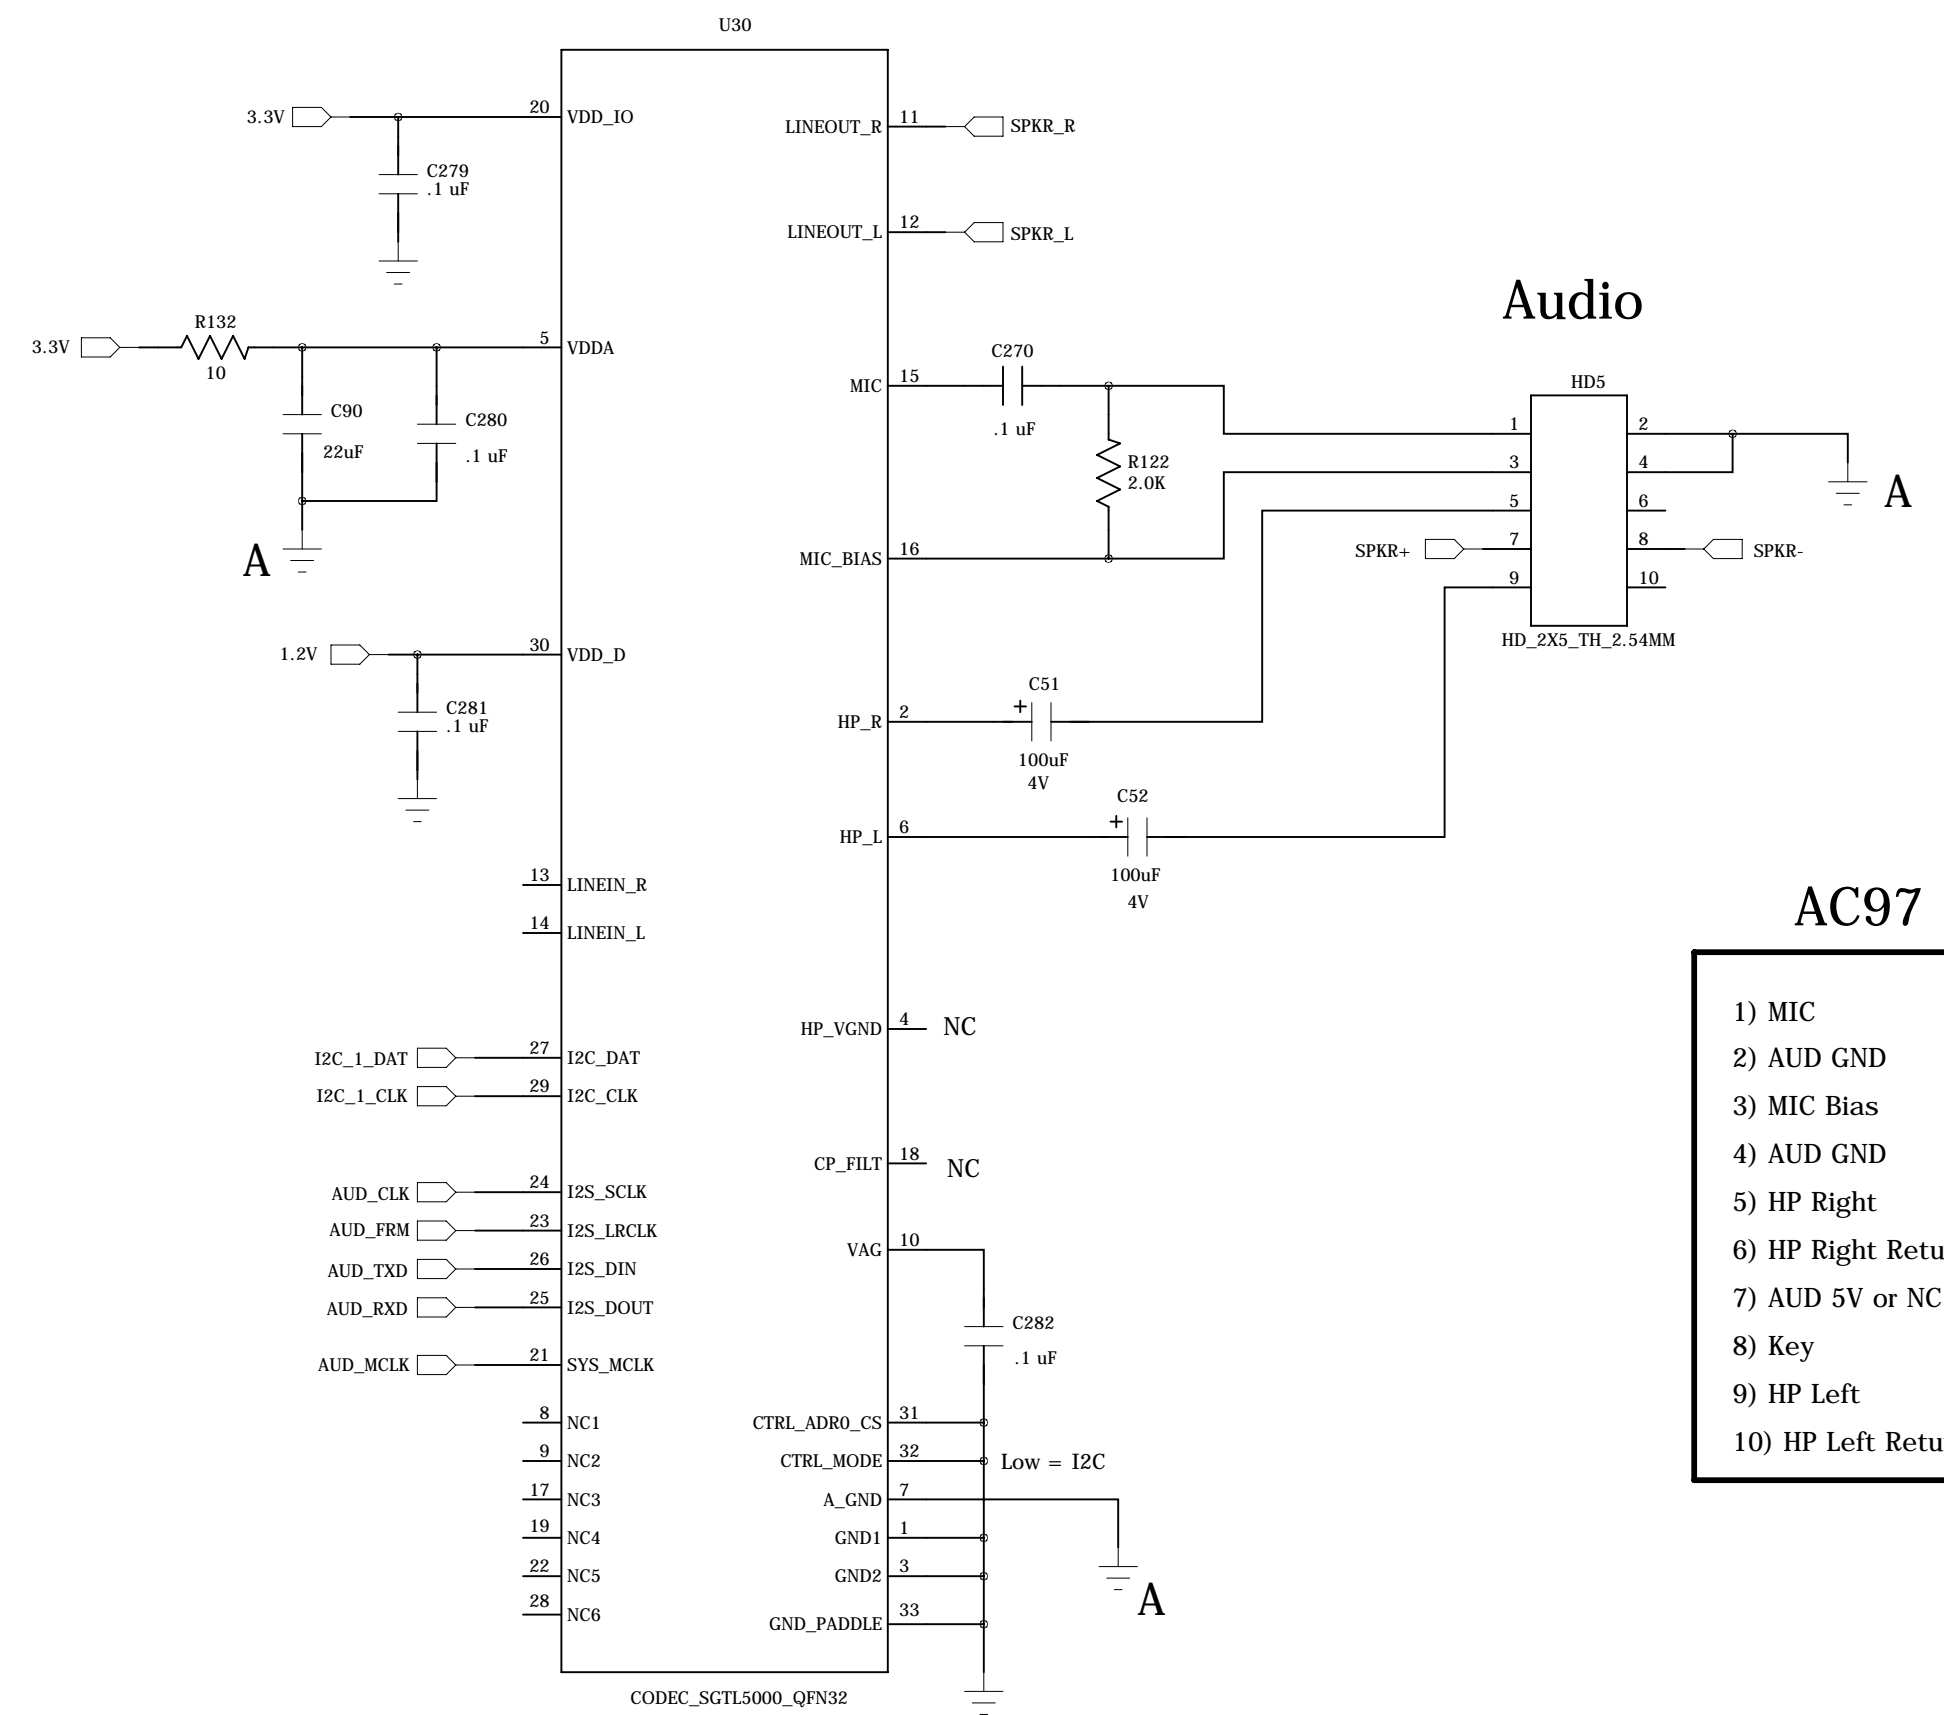 U30
3.3V
20
VDD_IO
C279
.1 uF
3.3V
R132
10
5
VDDA
C90
22uF
C280
.1 uF
A
1.2V
30
VDD_D
C281
.1 uF
13
LINEIN_R
14
LINEIN_L
I2C_1_DAT
27
I2C_DAT
I2C_1_CLK
29
I2C_CLK
AUD_CLK
24
I2S_SCLK
AUD_FRM
23
I2S_LRCLK
AUD_TXD
26
I2S_DIN
AUD_RXD
25
I2S_DOUT
AUD_MCLK
21
SYS_MCLK
8
NC1
9
NC2
17
NC3
19
NC4
22
NC5
28
NC6
LINEOUT_R
11
SPKR_R
LINEOUT_L
12
SPKR_L
MIC
15
C270
.1 uF
R122
2.0K
MIC_BIAS
16
HP_R
2
C51
+
100uF
4V
HP_L
6
C52
+
100uF
4V
HP_VGND
4
NC
CP_FILT
18
NC
VAG
10
C282
.1 uF
CTRL_ADR0_CS
31
CTRL_MODE
32
Low = I2C
A_GND
7
GND1
1
GND2
3
GND_PADDLE
33
A
CODEC_SGTL5000_QFN32
Audio
HD5
1
2
3
4
5
6
SPKR+
7
8
SPKR-
9
10
HD_2X5_TH_2.54MM
A
AC97
1) MIC
2) AUD GND
3) MIC Bias
4) AUD GND
5) HP Right
6) HP Right Retu
7) AUD 5V or NC
8) Key
9) HP Left
10) HP Left Retu